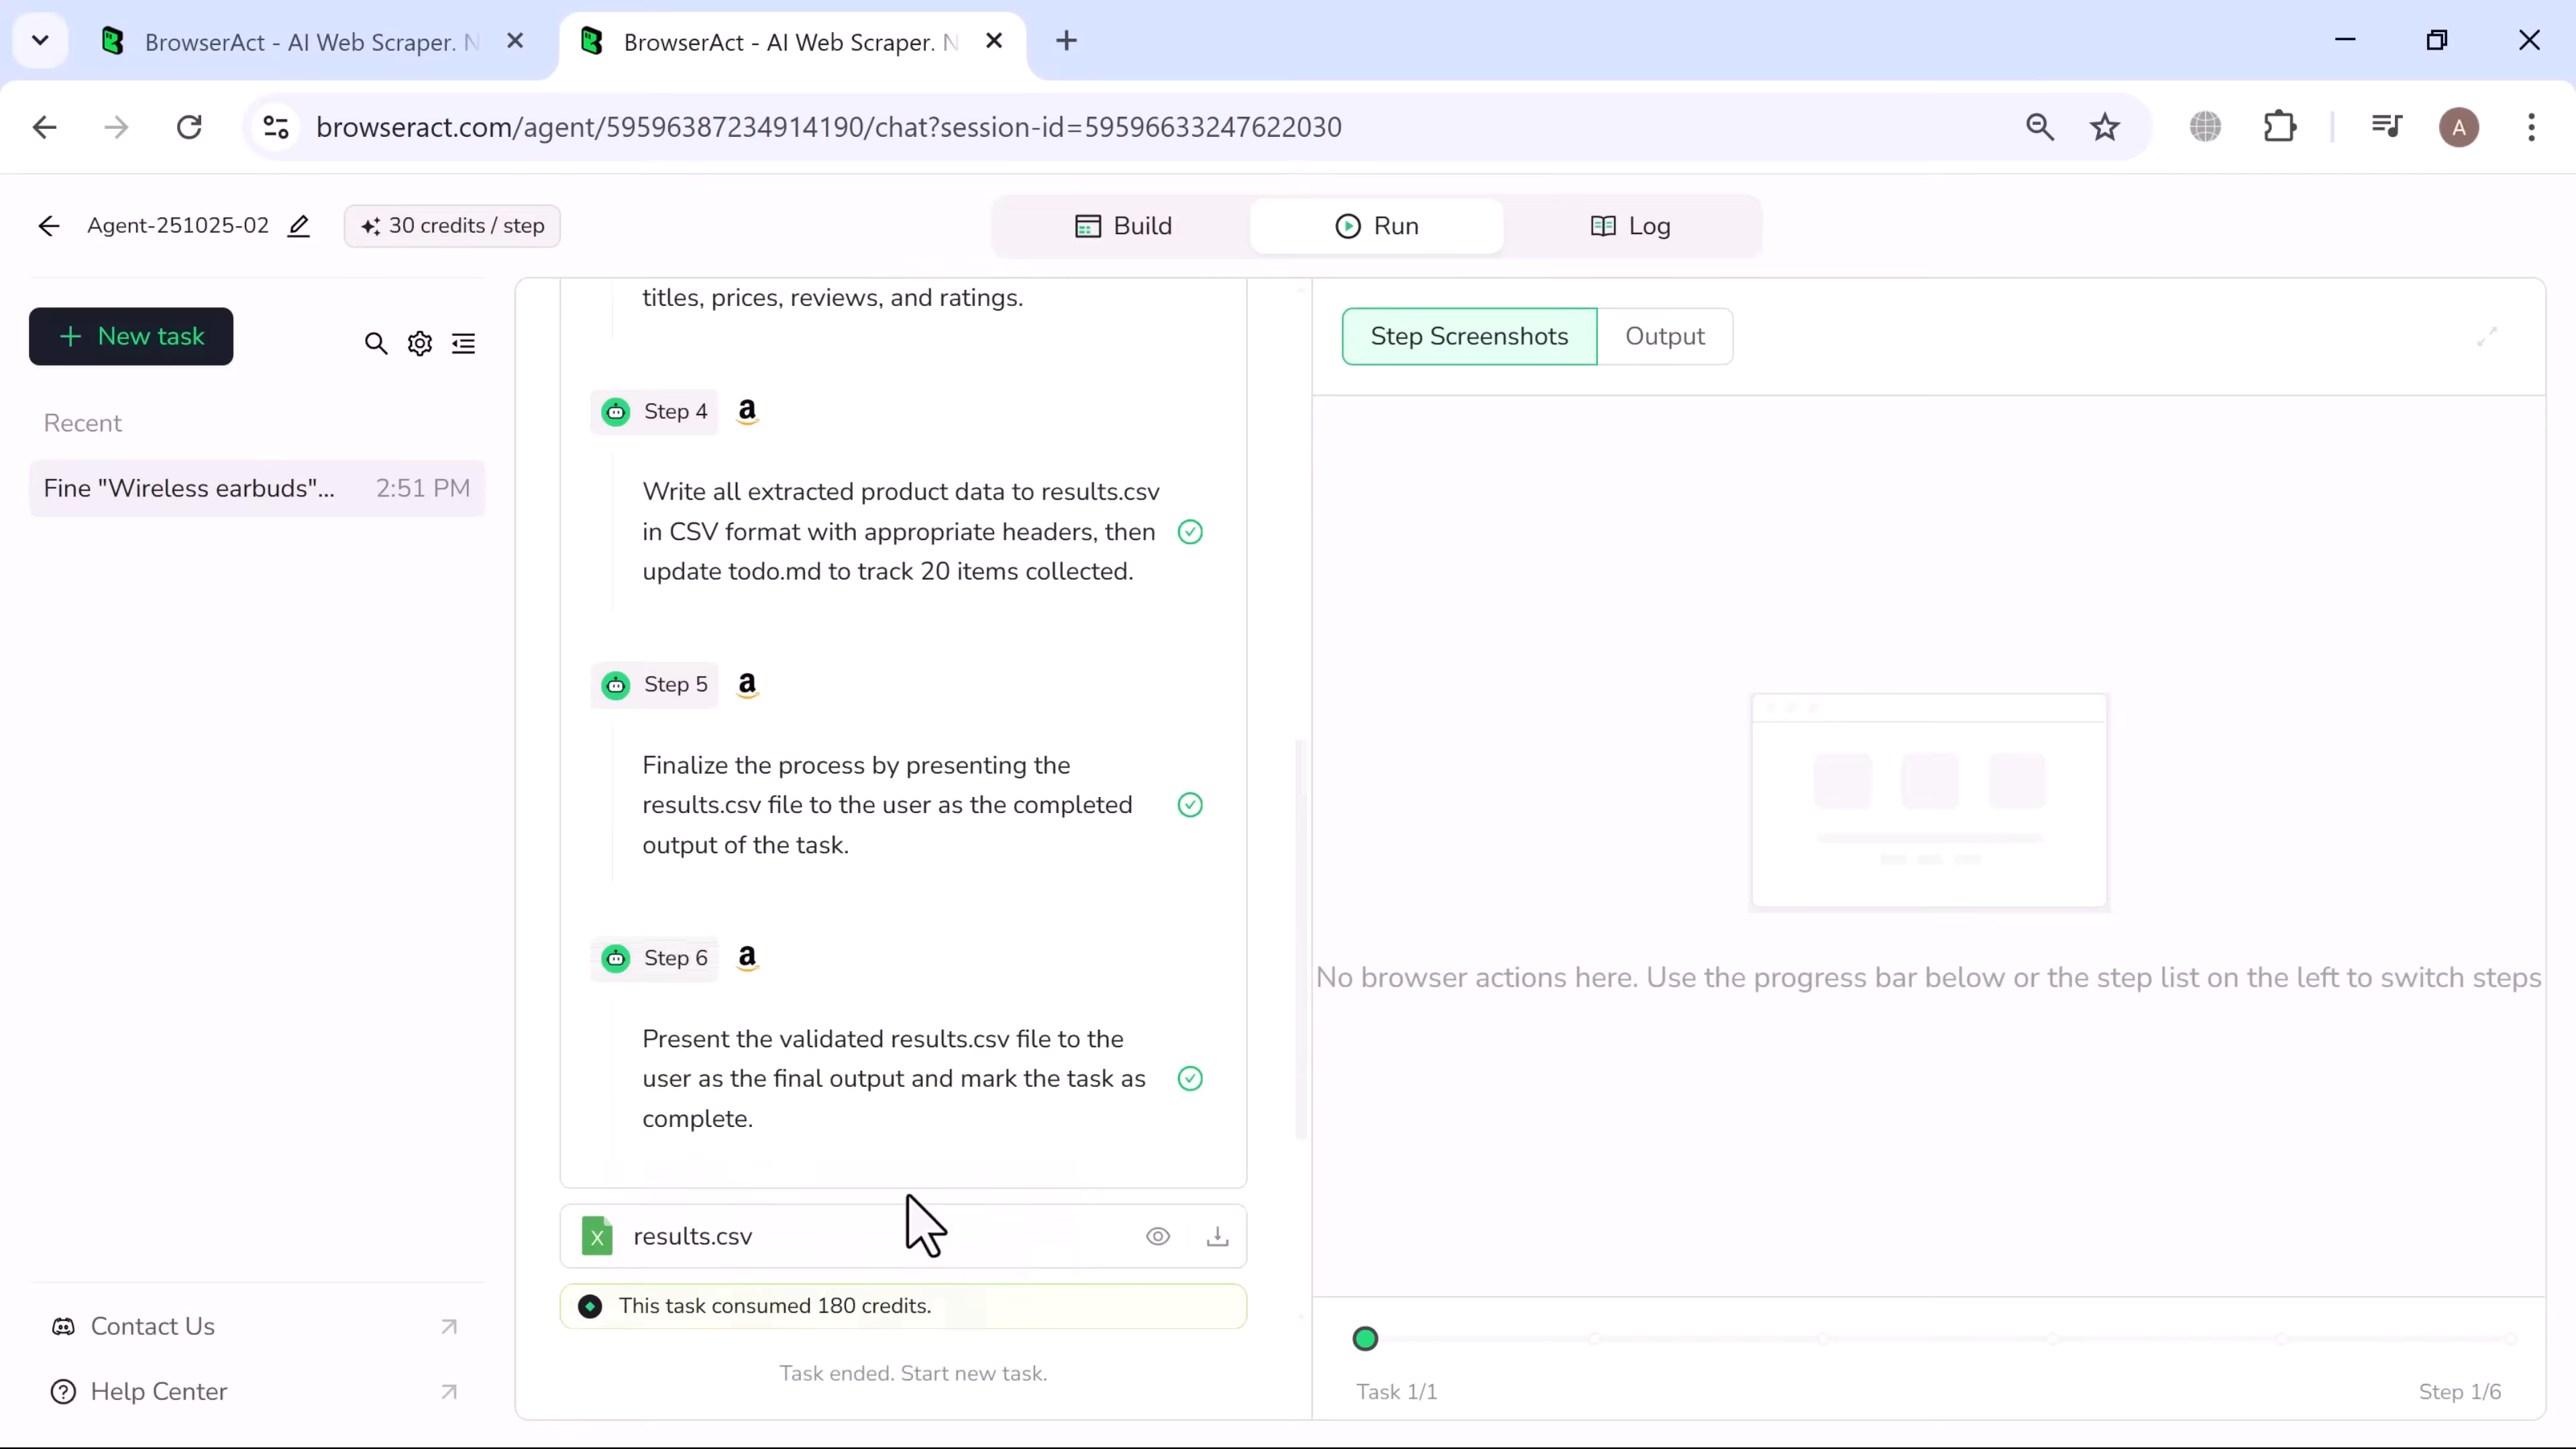 BrowserAct - AI Web Scraper. N
BrowserAct - AI Web Scraper. N
browseract.com/agent/59596387234914190/chat?session-id=59596633247622030
A
Agent-251025-02
30 credits / step
Build
Run
Log
New task
Recent
Fine "Wireless earbuds"...
2:51 PM
Contact Us
Help Center
titles, prices, reviews, and ratings.
Step 4
Write all extracted product data to results.csv
in CSV format with appropriate headers, then
update todo.md to track 20 items collected.
Step 5
Finalize the process by presenting the
results.csv file to the user as the completed
output of the task.
Step 6
Present the validated results.csv file to the
user as the final output and mark the task as
complete.
X
results.csv
This task consumed 180 credits.
Task ended. Start new task.
Step Screenshots
Output
No browser actions here. Use the progress bar below or the step list on the left to switch steps
Task 1/1
Step 1/6